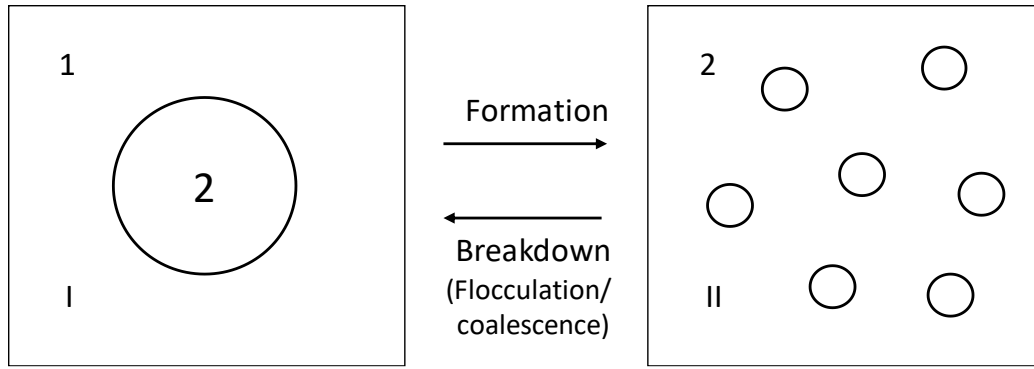 1
2
I
Formation
Breakdown
(Flocculation/
coalescence)
2
II